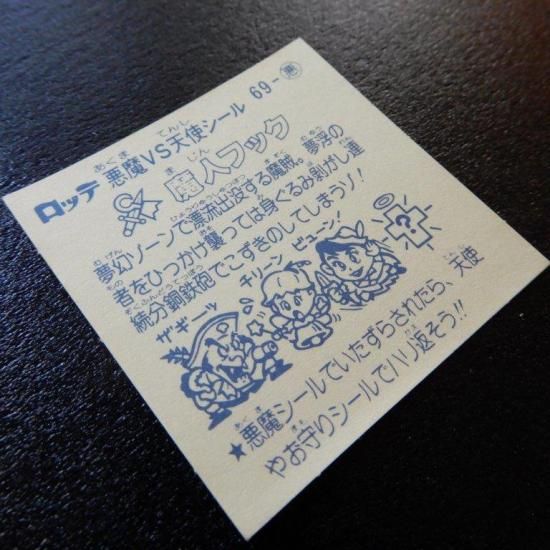 ロッテ 悪魔VS天使シール 69-悪
魔人フック
夢幻ゾーンで漂流出没する魔賊。夢浮の
者をひっかけ襲っては身ぐるみ剥がし連
続分銅鉄砲でこずきのしてしまうゾ!
ザギーッ
チリーン
ビューン!
?
★悪魔シールでいたずらされたら、天使
やお守りシールでハリ返そう!!